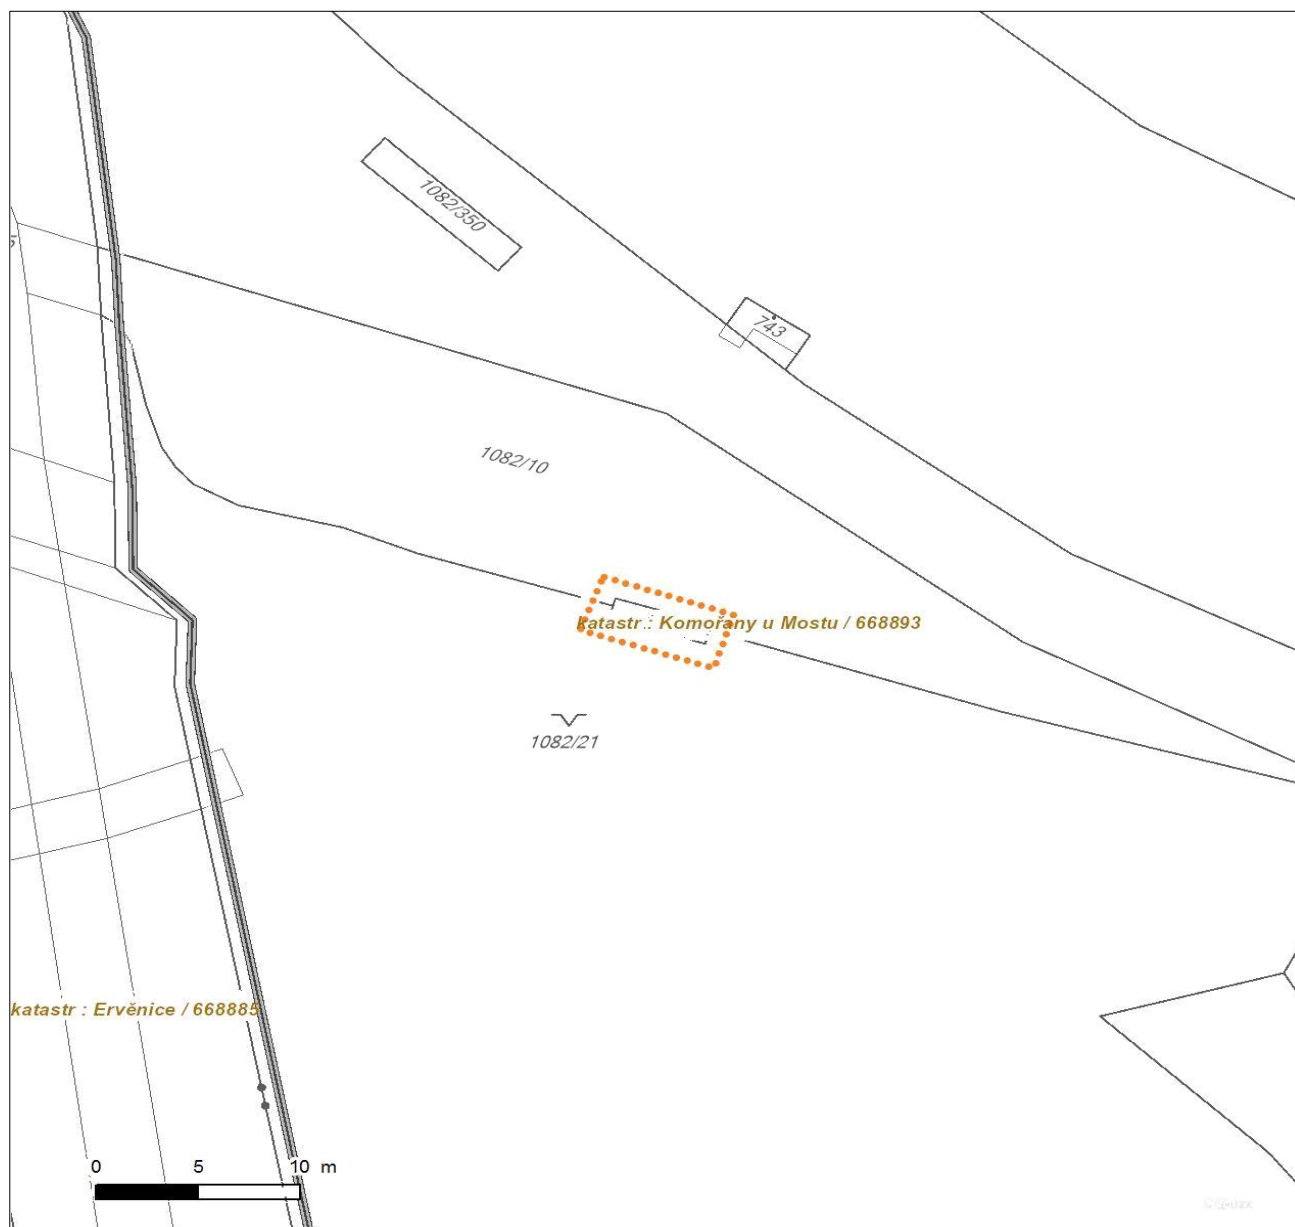 1082/350
743
1082/10
katastr : Komořany u Mostu / 668893
1082/21
katastr : Ervěnice / 668885
0 5 10 m